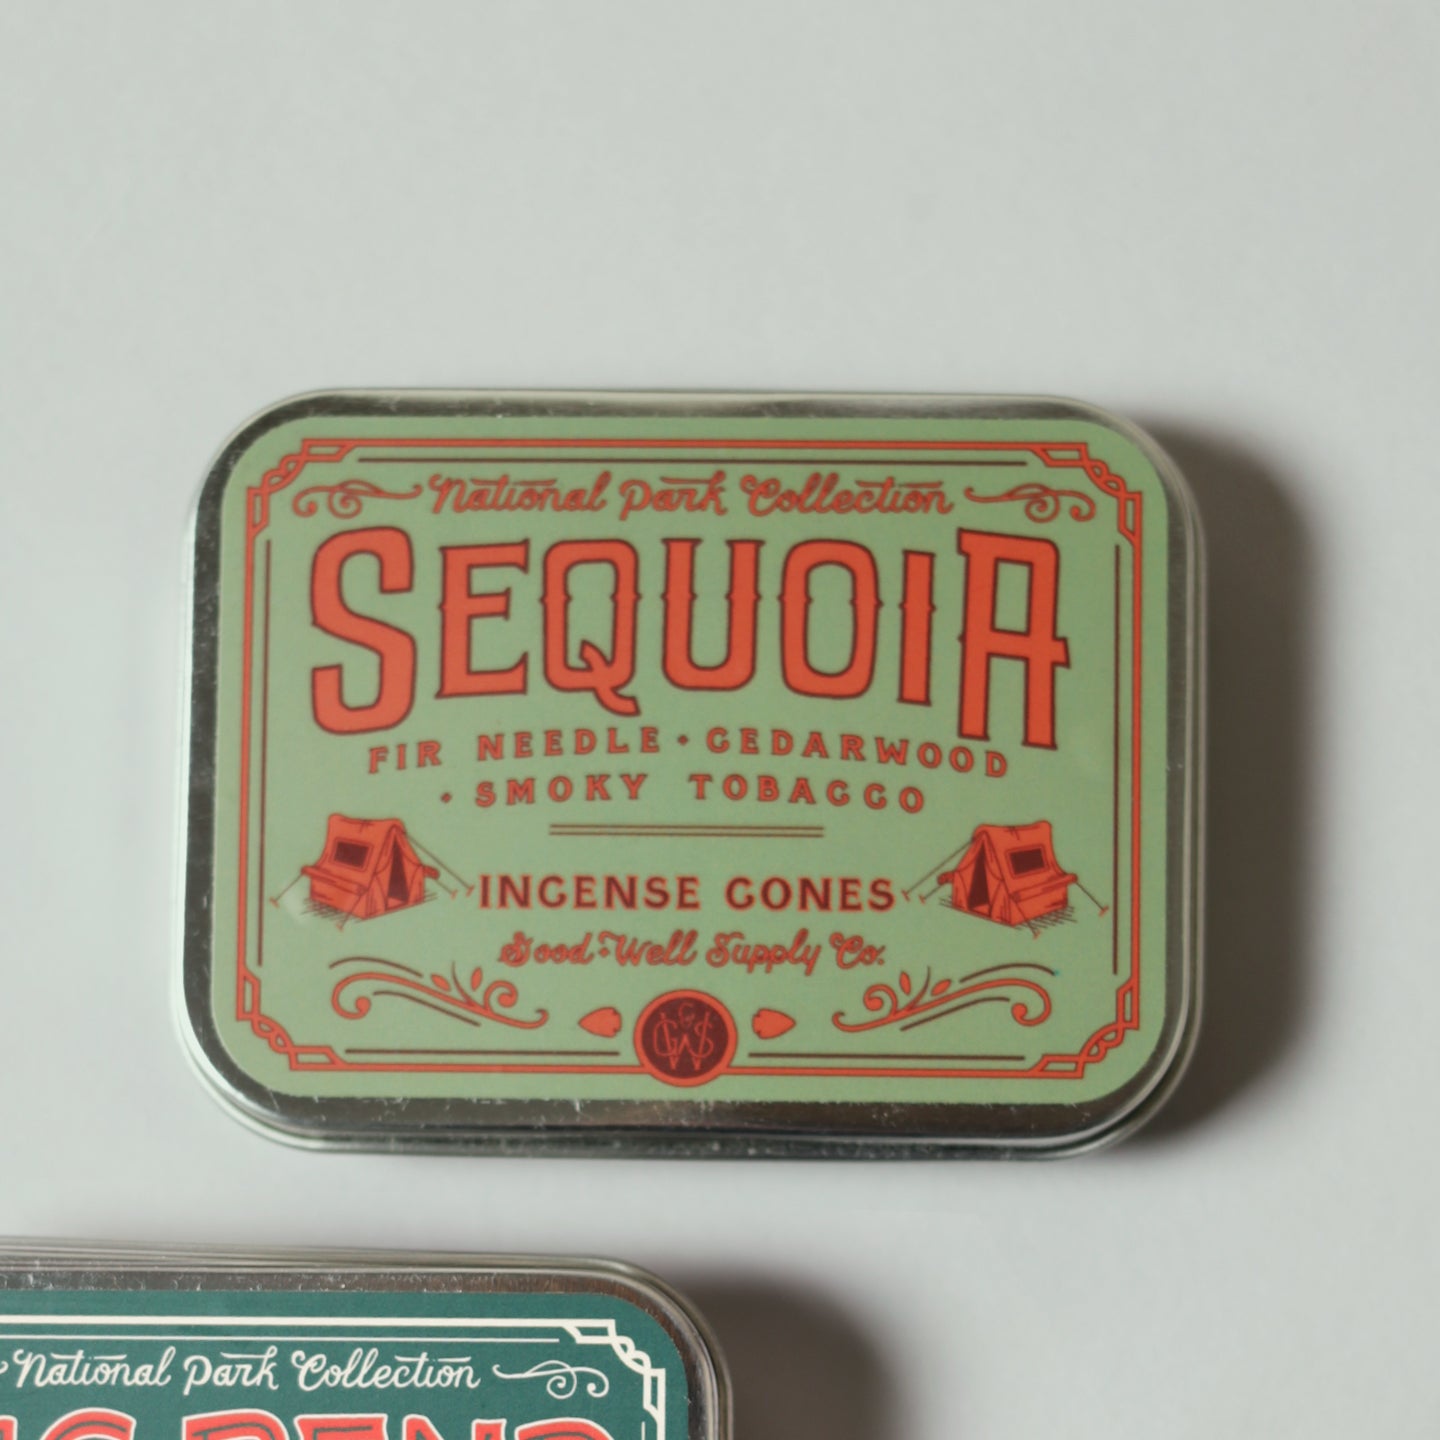 National Park Collection
SEQUOIA
FIR NEEDLE • CEDARWOOD
• SMOKY TOBACCO
INCENSE CONES
Good•Well Supply Co.
GWS
National Park Collection
BEND